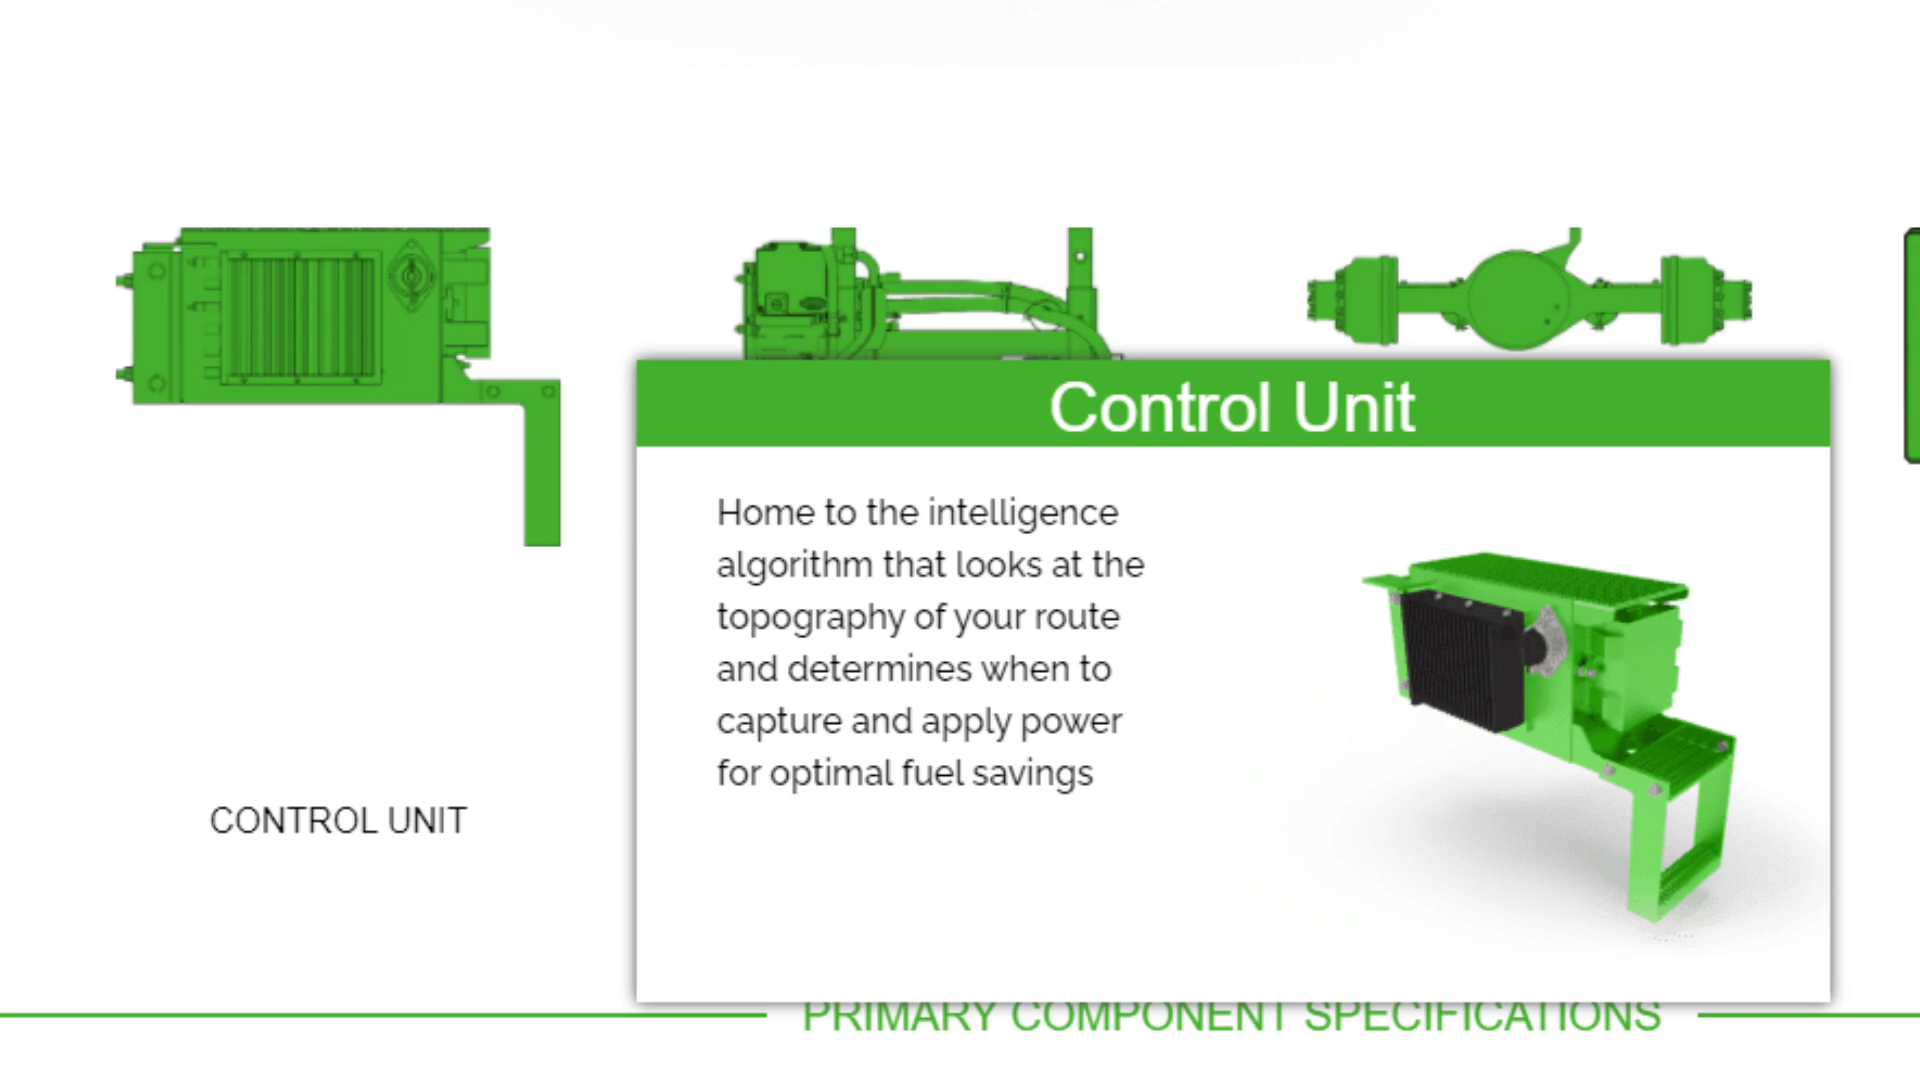 Control Unit
Home to the intelligence
algorithm that looks at the
topography of your route
and determines when to
capture and apply power
for optimal fuel savings
CONTROL UNIT
PRIMARY COMPONENT SPECIFICATIONS